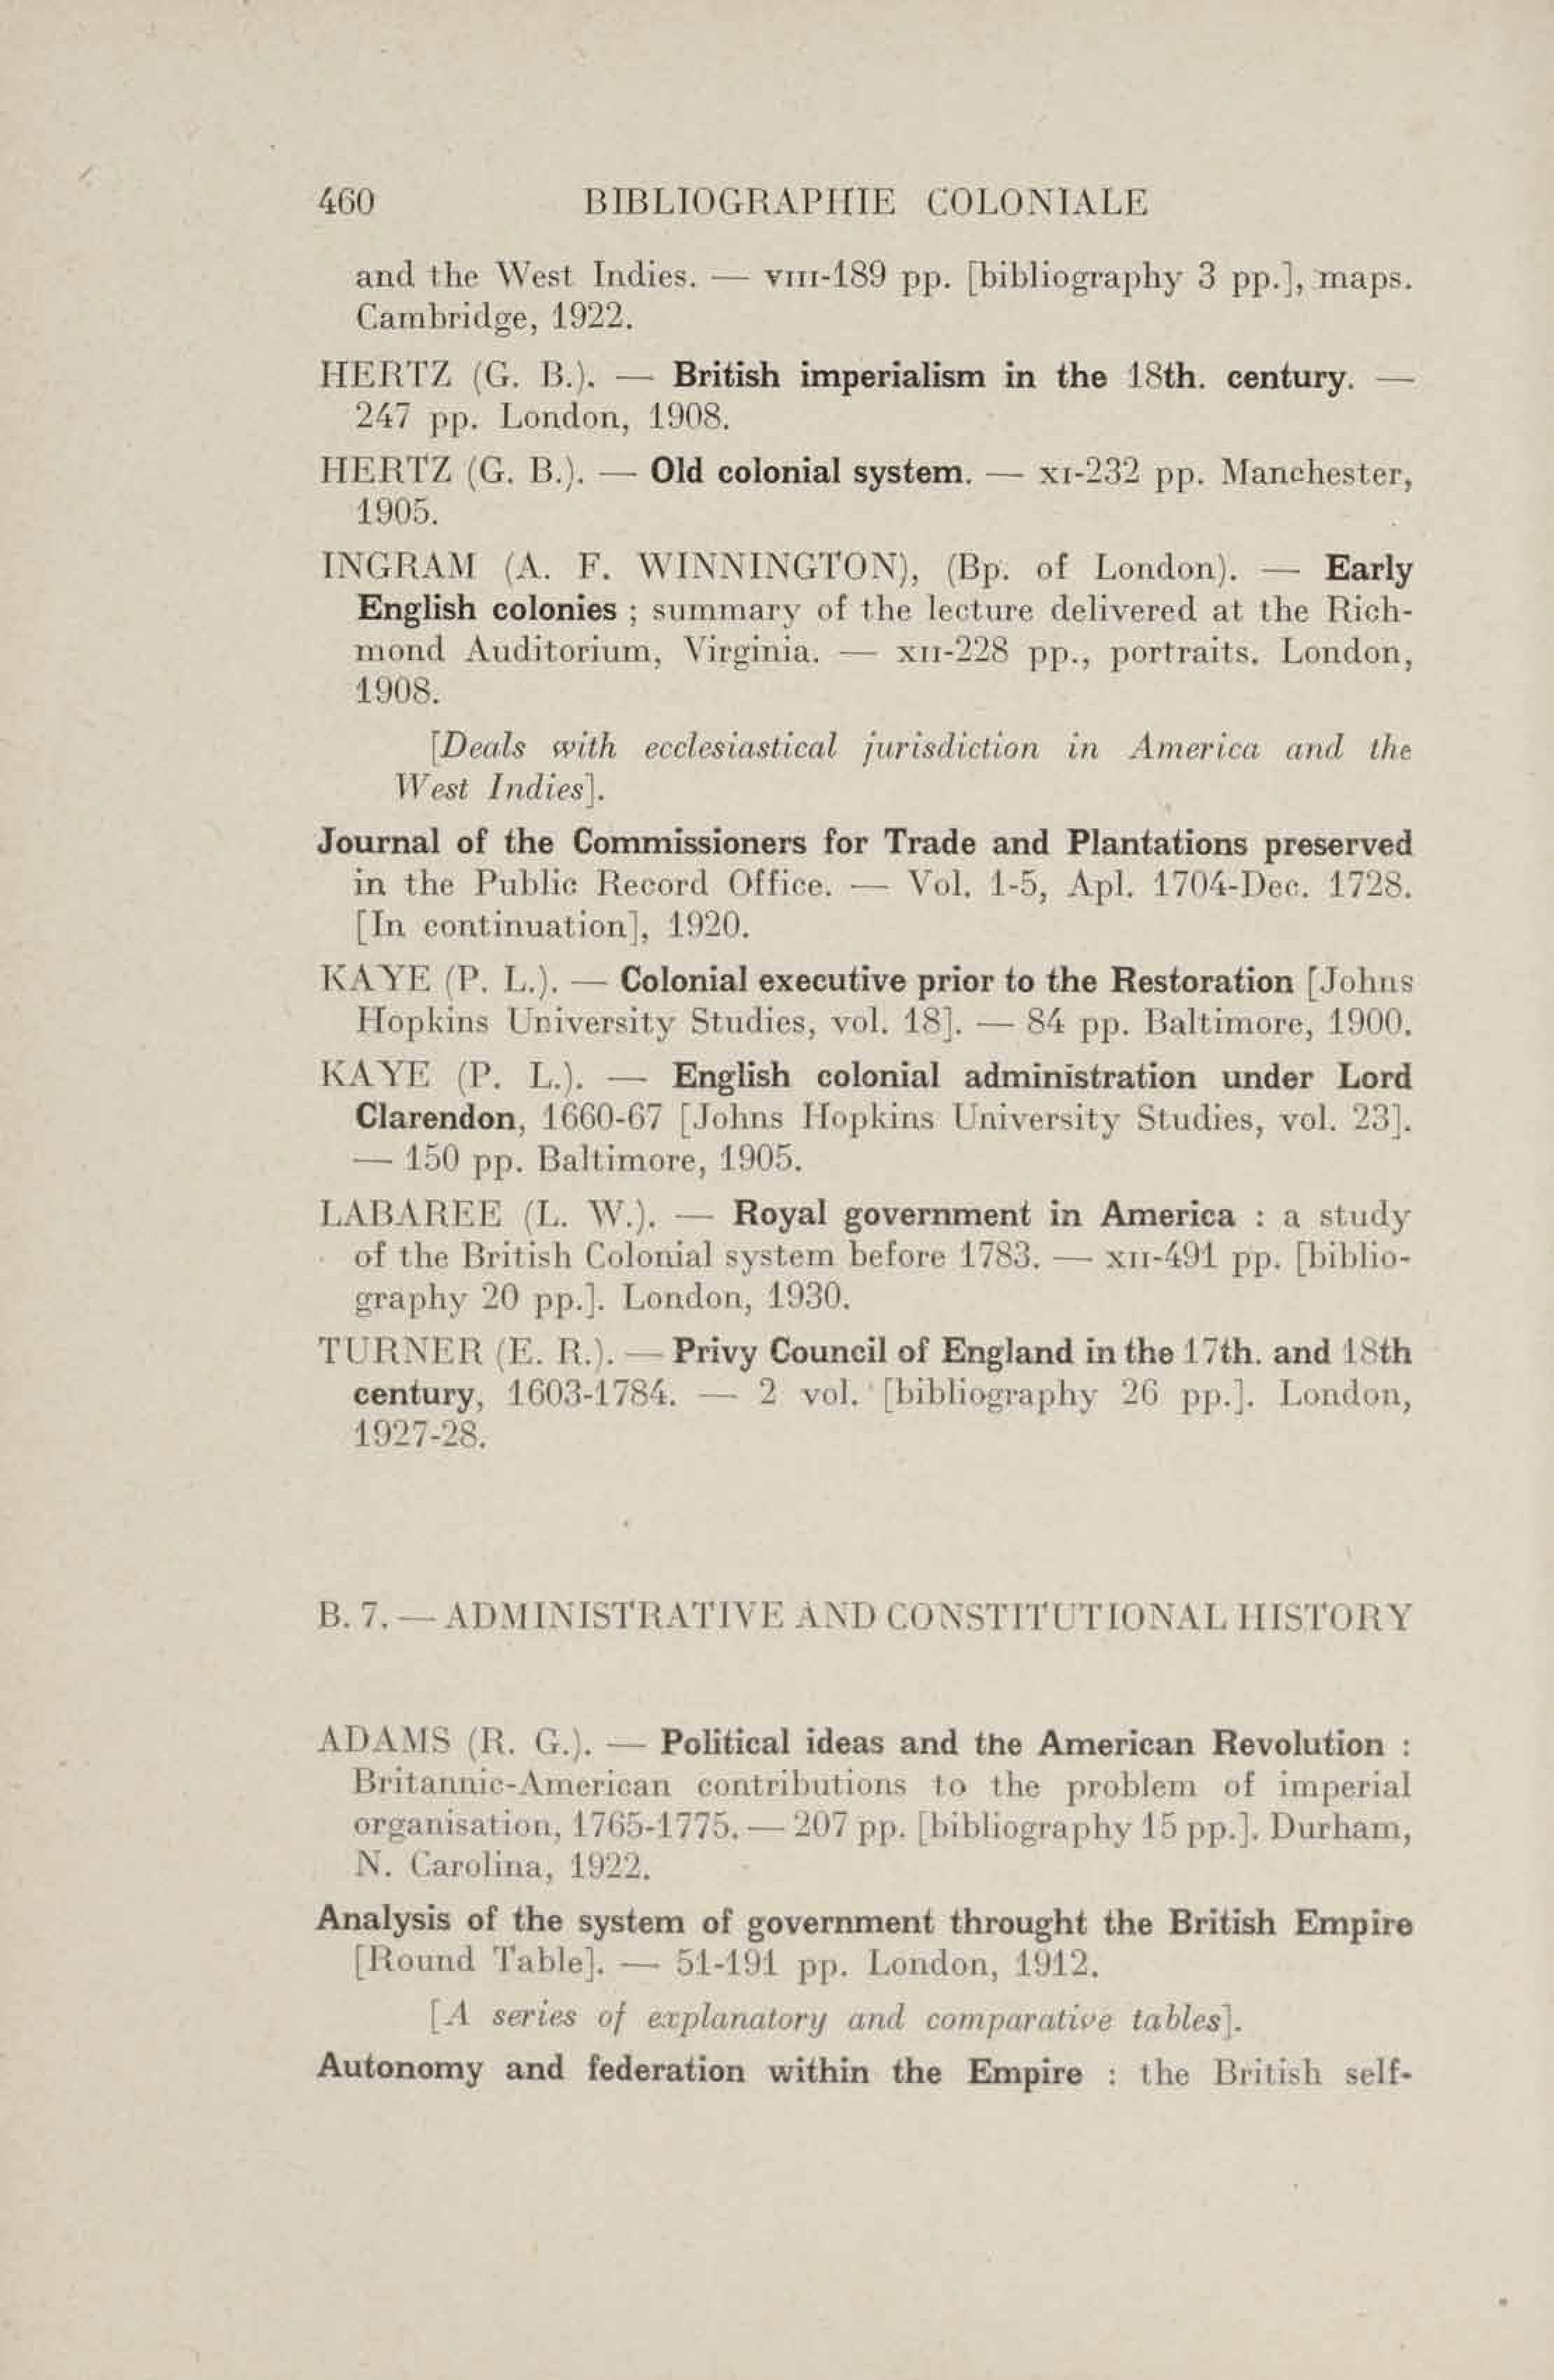 460 BIBLIOGRAPHIE COLONIALE
and the West Indies. — VIII-189 pp. [bibliography 3 pp.], maps.
Cambridge, 1922.
HERTZ (G. B.). — British imperialism in the 18th. century. —
247 pp. London, 1908.
HERTZ (G. B.). — Old colonial system. — XI-232 pp. Manchester,
1905.
INGRAM (A. F. WINNINGTON), (Bp. of London). — Early
English colonies ; summary of the lecture delivered at the Rich-
mond Auditorium, Virginia. — XII-228 pp., portraits. London,
1908.
[Deals with ecclesiastical jurisdiction in America and the
West Indies].
Journal of the Commissioners for Trade and Plantations preserved
in the Public Record Office. — Vol. 1-5, Apl. 1704-Dec. 1728.
[In continuation], 1920.
KAYE (P. L.). — Colonial executive prior to the Restoration [Johns
Hopkins University Studies, vol. 18]. — 84 pp. Baltimore, 1900.
KAYE (P. L.). — English colonial administration under Lord
Clarendon, 1660-67 [Johns Hopkins University Studies, vol. 23].
— 150 pp. Baltimore, 1905.
LABAREE (L. W.). — Royal government in America : a study
of the British Colonial system before 1783. — XII-491 pp. [biblio-
graphy 20 pp.]. London, 1930.
TURNER (E. R.). — Privy Council of England in the 17th. and 18th
century, 1603-1784. — 2 vol. [bibliography 26 pp.]. London,
1927-28.
B. 7. — ADMINISTRATIVE AND CONSTITUTIONAL HISTORY
ADAMS (R. G.). — Political ideas and the American Revolution :
Britannic-American contributions to the problem of imperial
organisation, 1765-1775. — 207 pp. [bibliography 15 pp.]. Durham,
N. Carolina, 1922.
Analysis of the system of government throught the British Empire
[Round Table]. — 51-191 pp. London, 1912.
[A series of explanatory and comparative tables].
Autonomy and federation within the Empire : the British self-